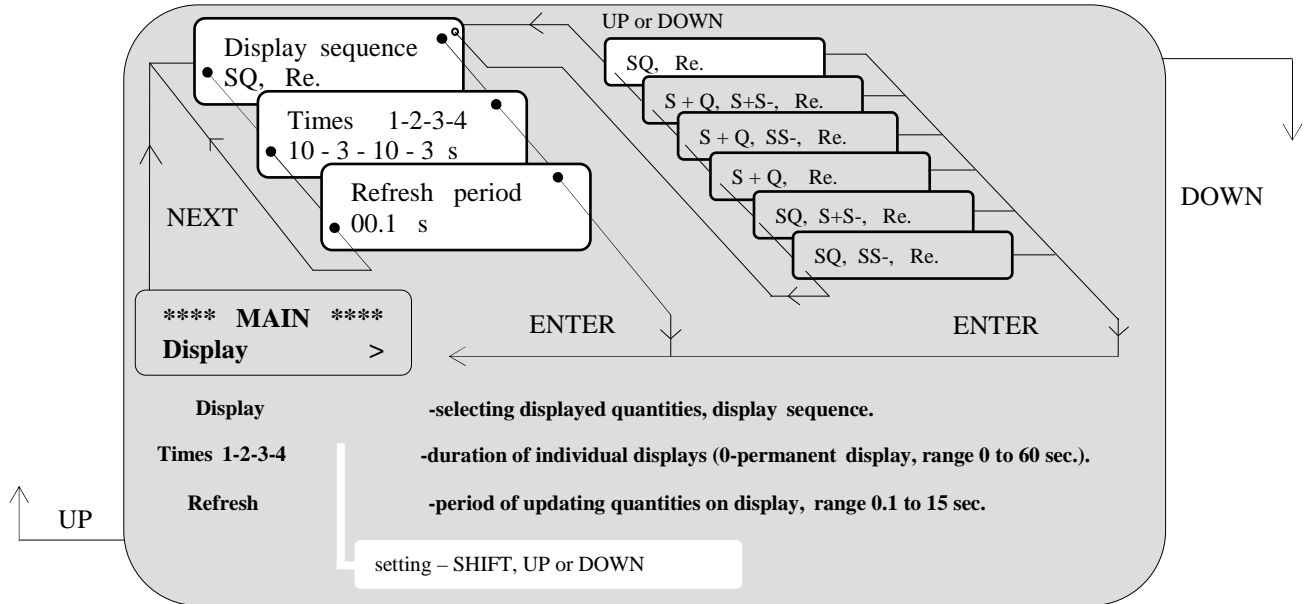 UP or DOWN
Display sequence
SQ, Re.
Times 1-2-3-4
10 - 3 - 10 - 3 s
Refresh period
00.1 s
SQ, Re.
S + Q, S+S-, Re.
S + Q, SS-, Re.
S + Q, Re.
SQ, S+S-, Re.
SQ, SS-, Re.
NEXT
DOWN
**** MAIN ****
Display >
ENTER
ENTER
Display -selecting displayed quantities, display sequence.
Times 1-2-3-4 -duration of individual displays (0-permanent display, range 0 to 60 sec.).
Refresh -period of updating quantities on display, range 0.1 to 15 sec.
UP
setting – SHIFT, UP or DOWN